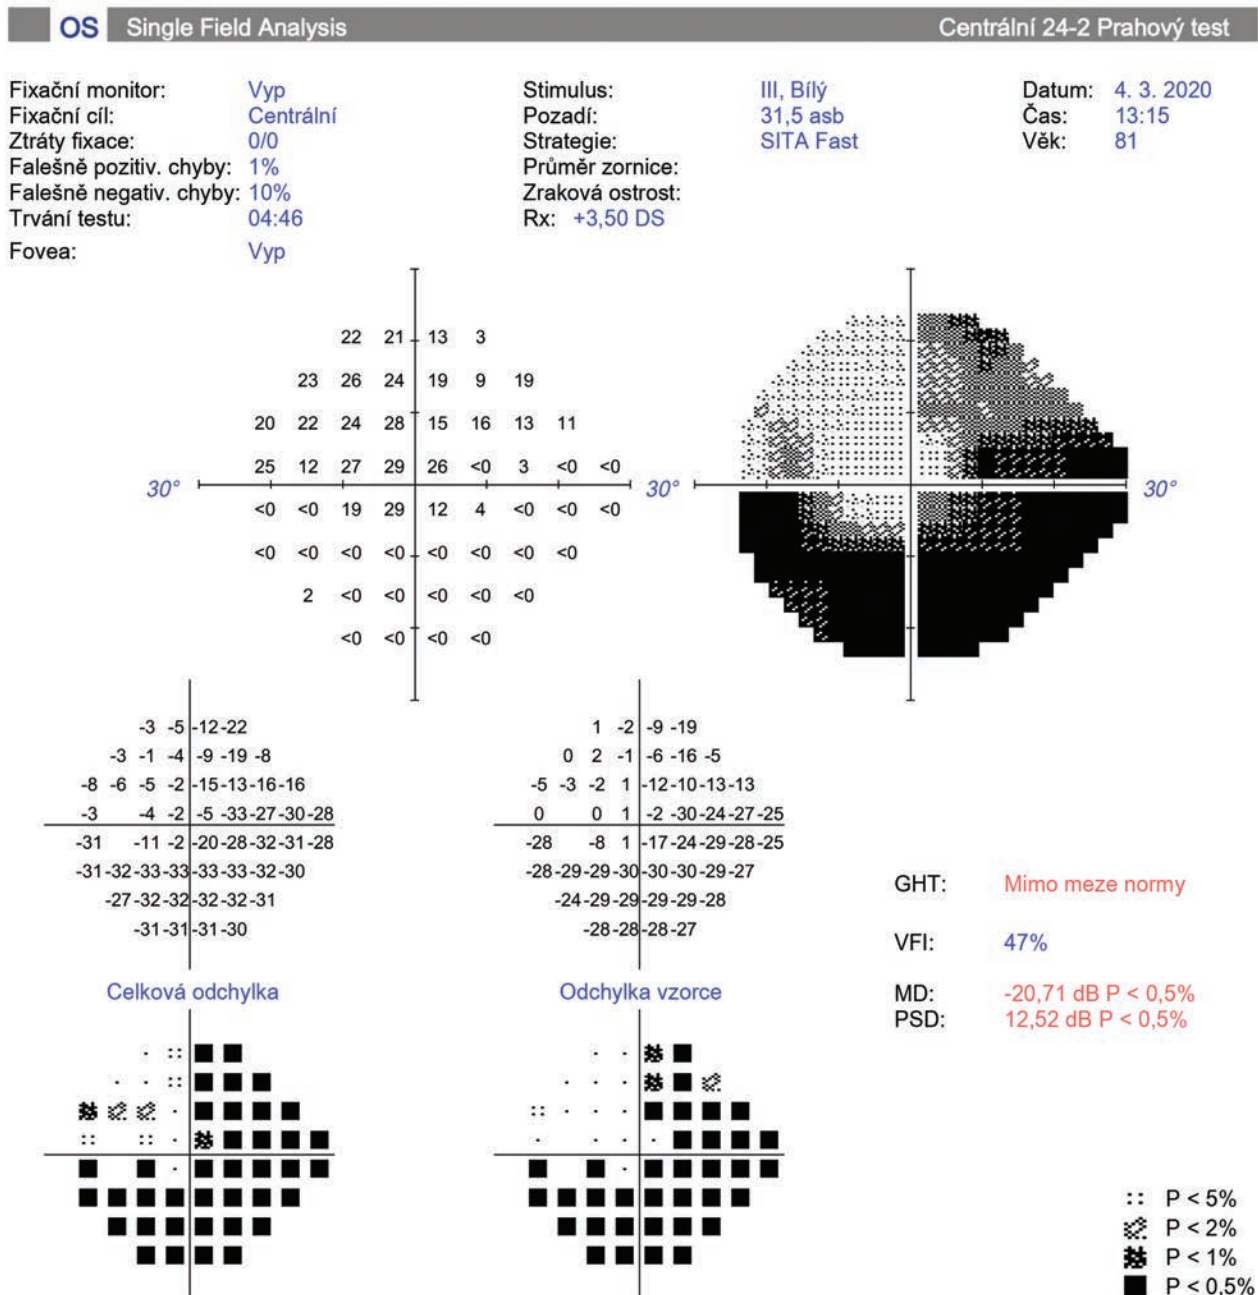 OS Single Field Analysis Centrální 24-2 Prahový test
Fixační monitor: Vyp Stimulus: III, Bílý Datum: 4. 3. 2020
Fixační cíl: Centrální Pozadí: 31,5 asb Čas: 13:15
Ztráty fixace: 0/0 Strategie: SITA Fast Věk: 81
Falešně pozitiv. chyby: 1% Průměr zornice:
Falešně negativ. chyby: 10% Zraková ostrost:
Trvání testu: 04:46 Rx: +3,50 DS
Fovea: Vyp
22 21 13 3
23 26 24 19 9 19
20 22 24 28 15 16 13 11
25 12 27 29 26 <0 3 <0 <0
30° 30° 30°
<0 <0 19 29 12 4 <0 <0 <0
<0 <0 <0 <0 <0 <0 <0 <0
2 <0 <0 <0 <0 <0
<0 <0 <0 <0
-3 -5 -12 -22 1 -2 -9 -19
-3 -1 -4 -9 -19 -8 0 2 -1 -6 -16 -5
-8 -6 -5 -2 -15 -13 -16 -16 -5 -3 -2 1 -12 -10 -13 -13
-3 -4 -2 -5 -33 -27 -30 -28 0 0 1 -2 -30 -24 -27 -25
-31 -11 -2 -20 -28 -32 -31 -28 -28 -8 1 -17 -24 -29 -28 -25
-31 -32 -33 -33 -33 -33 -32 -30 -28 -29 -29 -30 -30 -30 -29 -27
-27 -32 -32 -32 -32 -31 -24 -29 -29 -29 -29 -28
-31 -31 -31 -30 -28 -28 -28 -27
GHT: Mimo meze normy
VFI: 47%
Celková odchylka Odchylka vzorce
MD: -20,71 dB P < 0,5%
PSD: 12,52 dB P < 0,5%
P < 5%
P < 2%
P < 1%
P < 0,5%